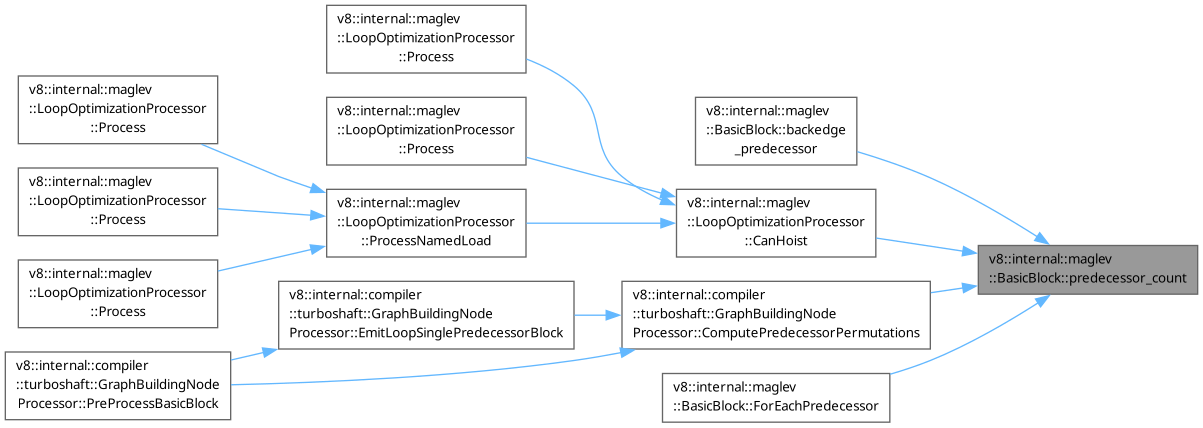 v8::internal::maglev
::LoopOptimizationProcessor
::Process
v8::internal::maglev
::LoopOptimizationProcessor
::Process
v8::internal::maglev
::LoopOptimizationProcessor
::Process
v8::internal::maglev
::BasicBlock::backedge
_predecessor
v8::internal::maglev
::LoopOptimizationProcessor
::Process
v8::internal::maglev
::LoopOptimizationProcessor
::ProcessNamedLoad
v8::internal::maglev
::LoopOptimizationProcessor
::CanHoist
v8::internal::maglev
::BasicBlock::predecessor_count
v8::internal::maglev
::LoopOptimizationProcessor
::Process
v8::internal::compiler
::turboshaft::GraphBuildingNode
Processor::EmitLoopSinglePredecessorBlock
v8::internal::compiler
::turboshaft::GraphBuildingNode
Processor::ComputePredecessorPermutations
v8::internal::compiler
::turboshaft::GraphBuildingNode
Processor::PreProcessBasicBlock
v8::internal::maglev
::BasicBlock::ForEachPredecessor